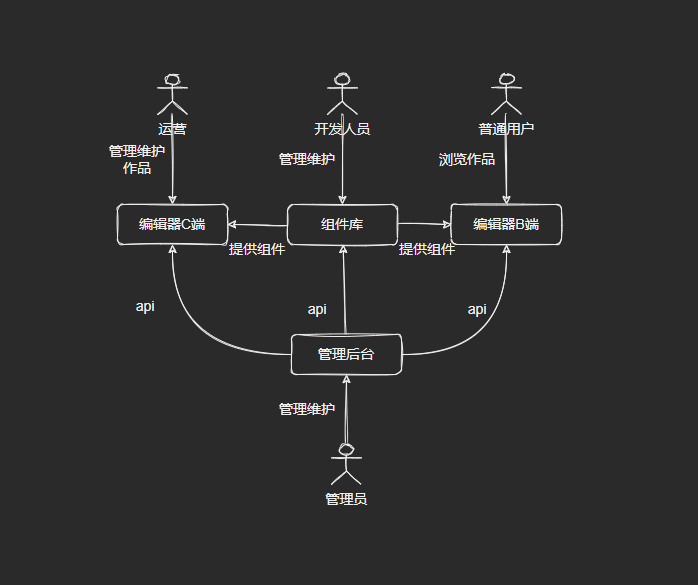 运营
开发人员
普通用户
管理维护
作品
管理维护
浏览作品
编辑器C端
组件库
编辑器B端
提供组件
提供组件
api
api
api
管理后台
管理维护
管理员